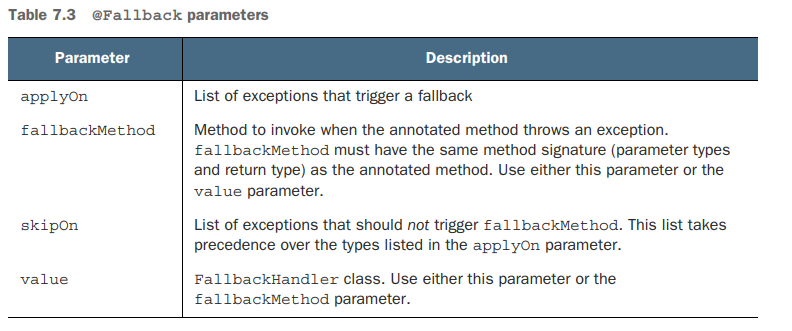 Table 7.3 @Fallback parameters
Parameter Description
applyOn List of exceptions that trigger a fallback
fallbackMethod Method to invoke when the annotated method throws an exception.
fallbackMethod must have the same method signature (parameter types
and return type) as the annotated method. Use either this parameter or the
value parameter.
skipOn List of exceptions that should not trigger fallbackMethod. This list takes
precedence over the types listed in the applyOn parameter.
value FallbackHandler class. Use either this parameter or the
fallbackMethod parameter.